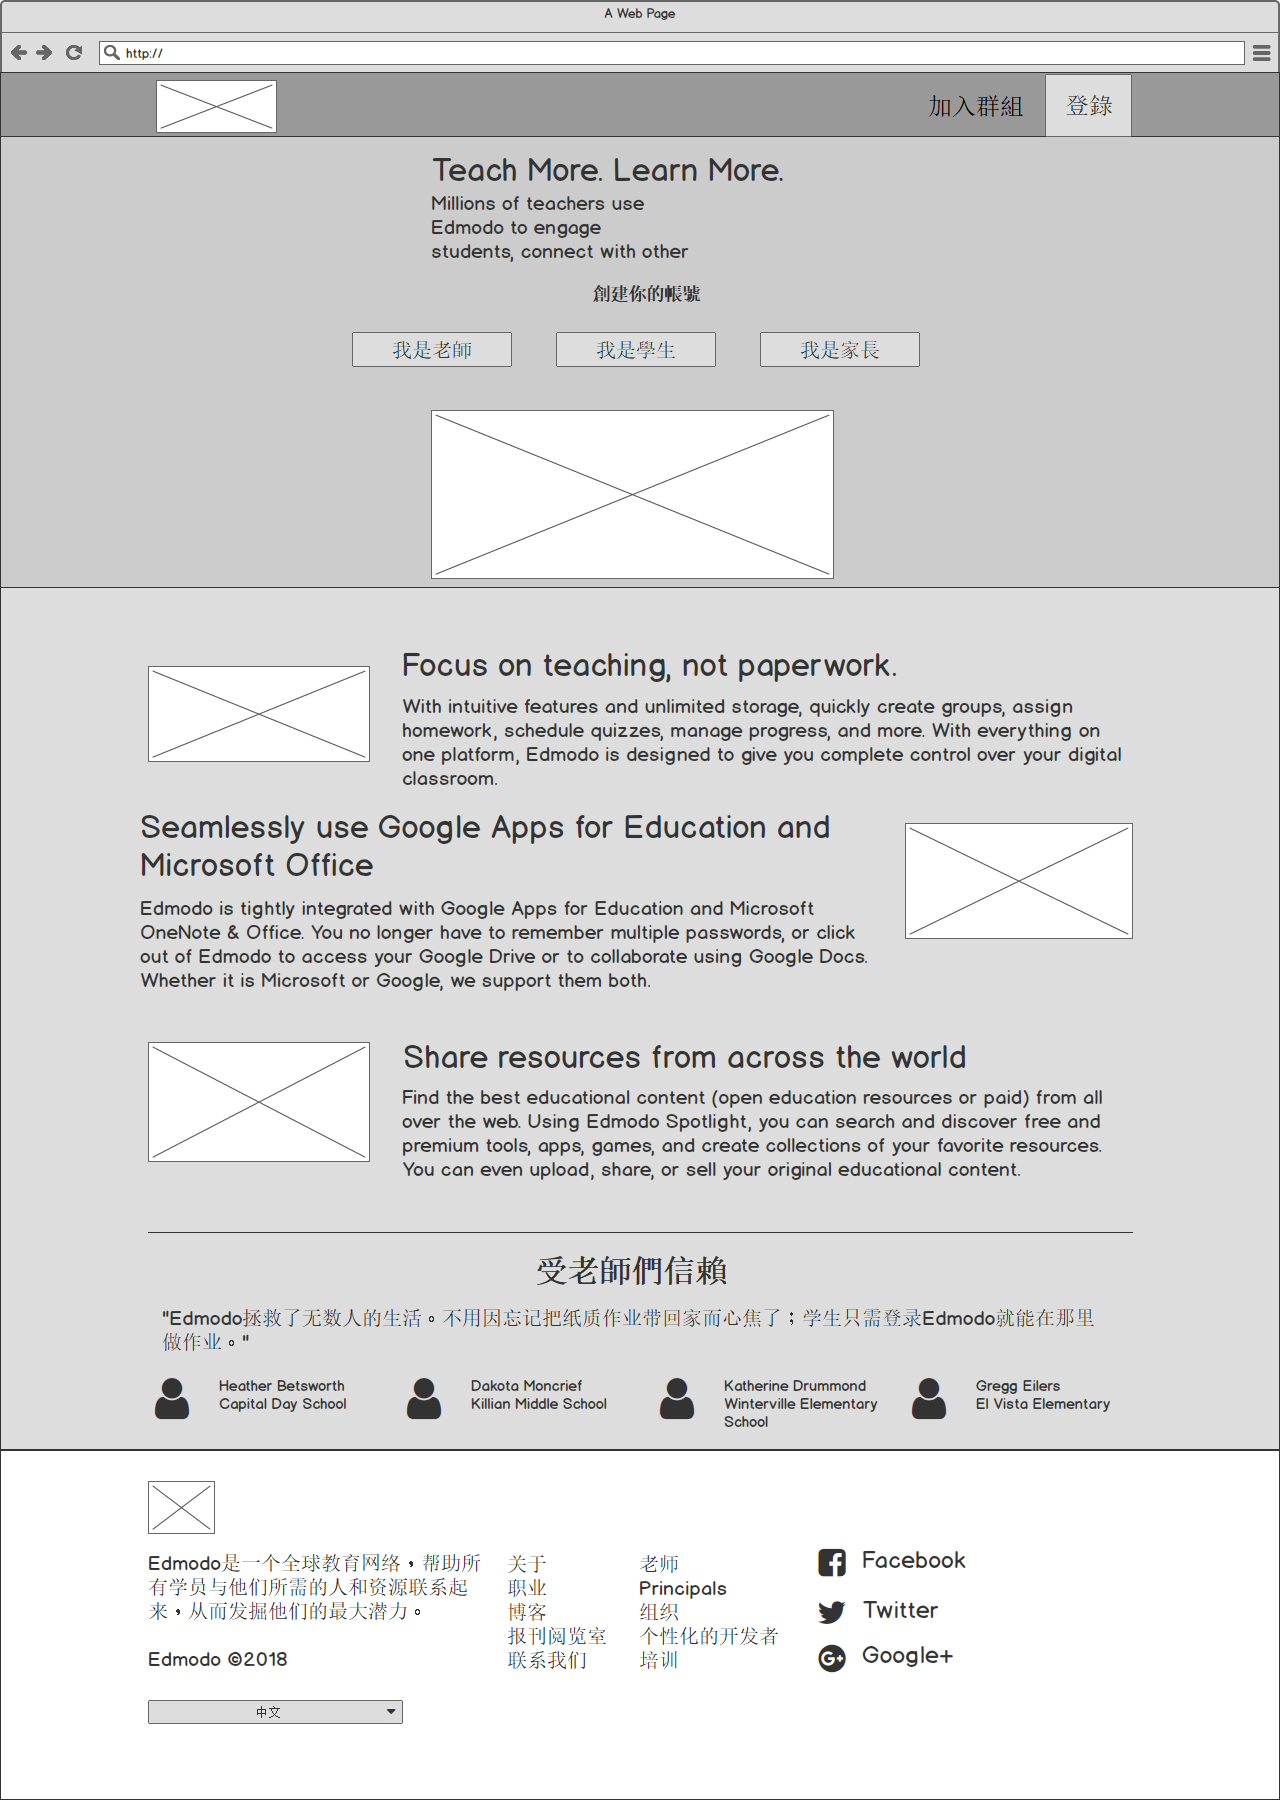 A Web Page
http://
加入群組
登錄
Teach More. Learn More.
Millions of teachers use
Edmodo to engage
students, connect with other
創建你的帳號
我是老師
我是學生
我是家長
Focus on teaching, not paperwork.
With intuitive features and unlimited storage, quickly create groups, assign
homework, schedule quizzes, manage progress, and more. With everything on
one platform, Edmodo is designed to give you complete control over your digital
classroom.
Seamlessly use Google Apps for Education and
Microsoft Office
Edmodo is tightly integrated with Google Apps for Education and Microsoft
OneNote & Office. You no longer have to remember multiple passwords, or click
out of Edmodo to access your Google Drive or to collaborate using Google Docs.
Whether it is Microsoft or Google, we support them both.
Share resources from across the world
Find the best educational content (open education resources or paid) from all
over the web. Using Edmodo Spotlight, you can search and discover free and
premium tools, apps, games, and create collections of your favorite resources.
You can even upload, share, or sell your original educational content.
受老師們信賴
"Edmodo拯救了无数人的生活。不用因忘记把纸质作业带回家而心焦了；学生只需登录Edmodo就能在那里
做作业。"
Heather Betsworth
Capital Day School
Dakota Moncrief
Killian Middle School
Katherine Drummond
Winterville Elementary
School
Gregg Eilers
El Vista Elementary
Edmodo是一个全球教育网络，帮助所
有学员与他们所需的人和资源联系起
来，从而发掘他们的最大潜力。
Edmodo ©2018
中文
关于
职业
博客
报刊阅览室
联系我们
老师
Principals
组织
个性化的开发者
培训
Facebook
Twitter
Google+